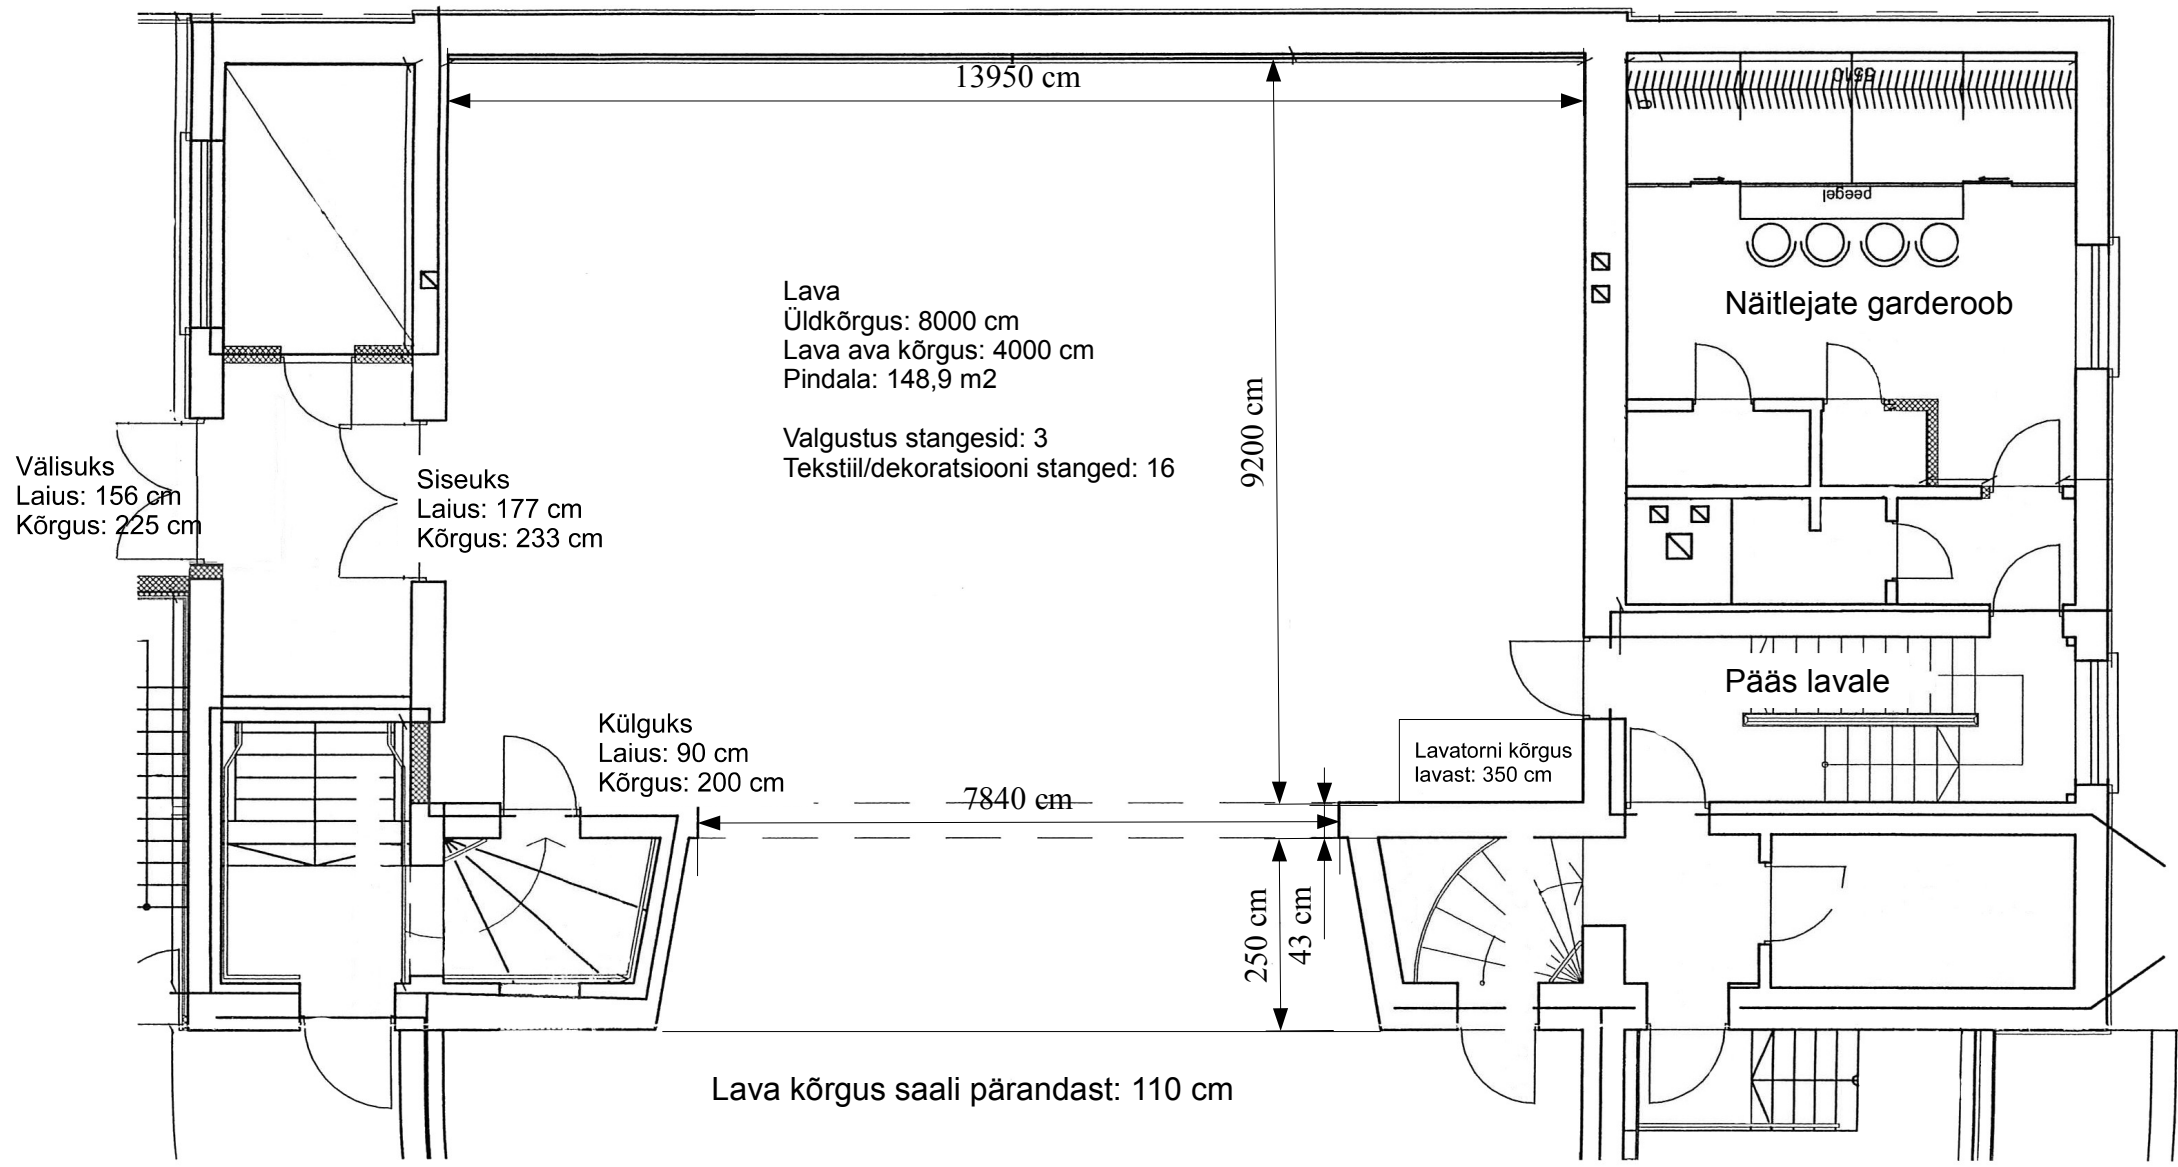 13950 cm
5510
peegel
Näitlejate garderoob
Lava
Üldkõrgus: 8000 cm
Lava ava kõrgus: 4000 cm
Pindala: 148,9 m2
Valgustus stangesid: 3
Tekstiil/dekoratsiooni stanged: 16
9200 cm
Välisuks
Laius: 156 cm
Kõrgus: 225 cm
Siseuks
Laius: 177 cm
Kõrgus: 233 cm
Pääs lavale
Külguks
Laius: 90 cm
Kõrgus: 200 cm
Lavatorni kõrgus
lavast: 350 cm
7840 cm
250 cm
43 cm
Lava kõrgus saali pärandast: 110 cm